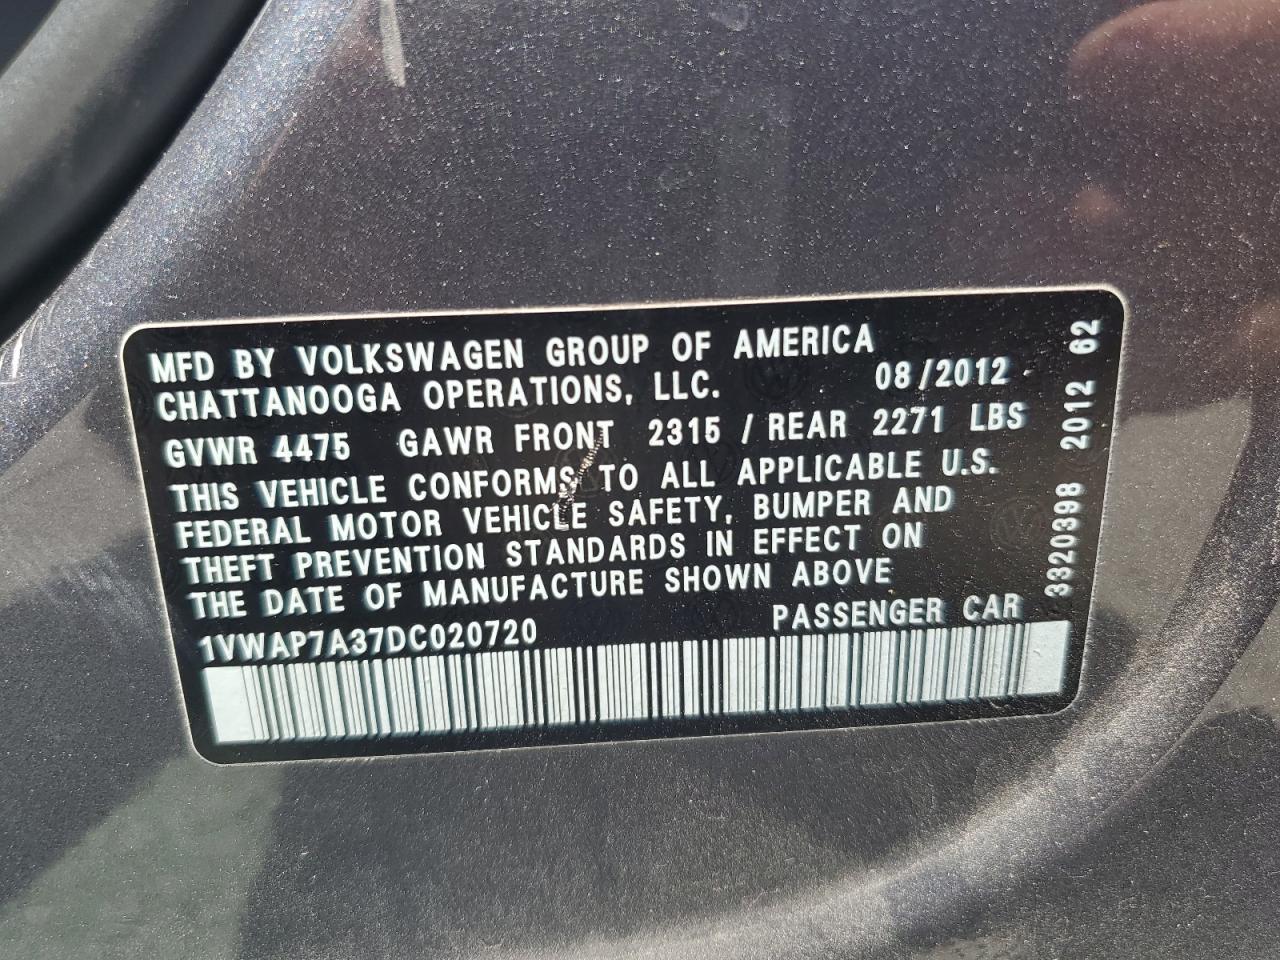 MFD BY VOLKSWAGEN GROUP OF AMERICA
CHATTANOOGA OPERATIONS, LLC. 08/2012
GVWR 4475 GAWR FRONT 2315 / REAR 2271 LBS
THIS VEHICLE CONFORMS TO ALL APPLICABLE U.S.
FEDERAL MOTOR VEHICLE SAFETY, BUMPER AND
THEFT PREVENTION STANDARDS IN EFFECT ON
THE DATE OF MANUFACTURE SHOWN ABOVE
1VWAP7A37DC020720 PASSENGER CAR
3320398 2012 62